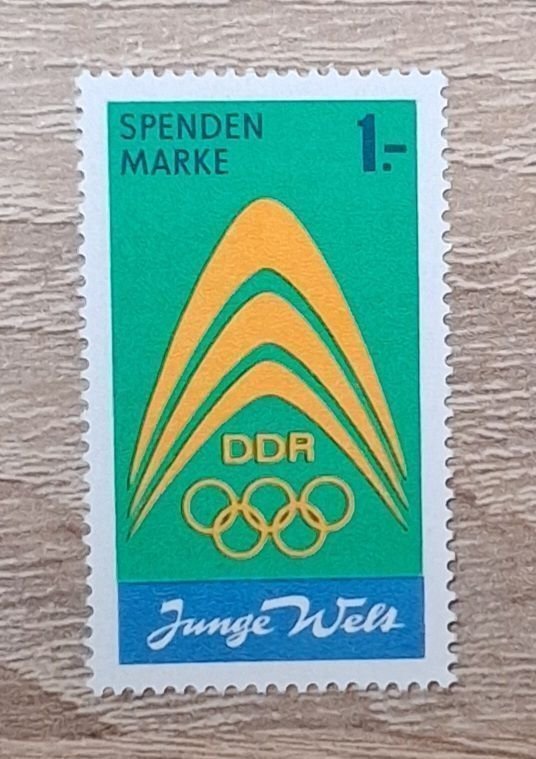 SPENDEN
MARKE
1.-
DDR
Junge Welt